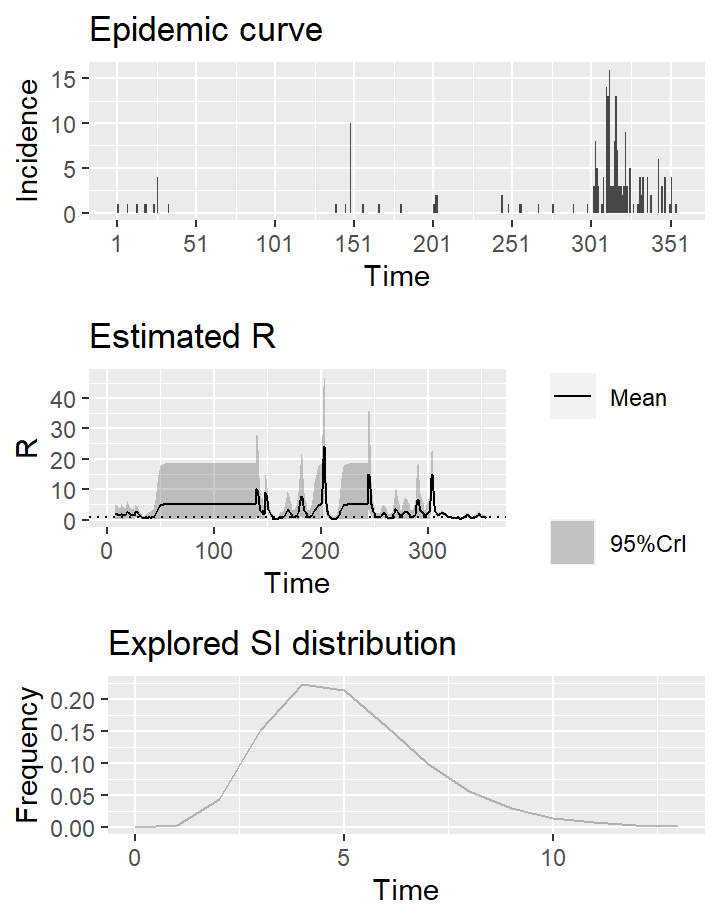 Epidemic curve
Incidence
15
10
5
0
1 51 101 151 201 251 301 351
Time
Estimated R
R
40
30
20
10
0
0 100 200 300
Time
Mean
95%CrI
Explored SI distribution
Frequency
0.20
0.15
0.10
0.05
0.00
0 5 10
Time